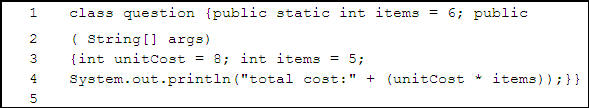 1 class question {public static int items = 6; public
2 ( String[] args)
3 {int unitCost = 8; int items = 5;
4 System.out.println("total cost:" + (unitCost * items));}}
5